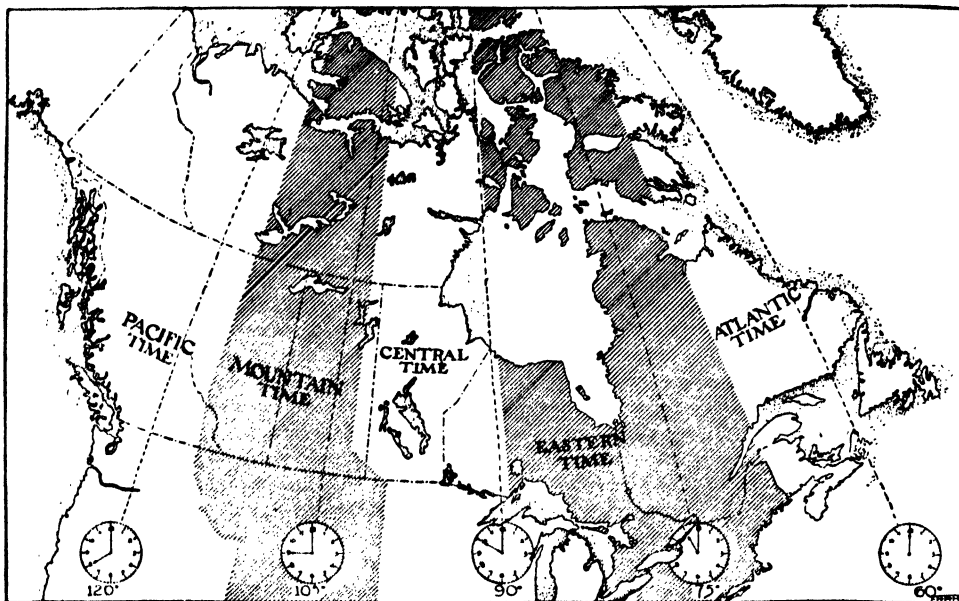 PACIFIC
TIME
MOUNTAIN
TIME
CENTRAL
TIME
EASTERN
TIME
ATLANTIC
TIME
120°
105°
90°
75°
60°